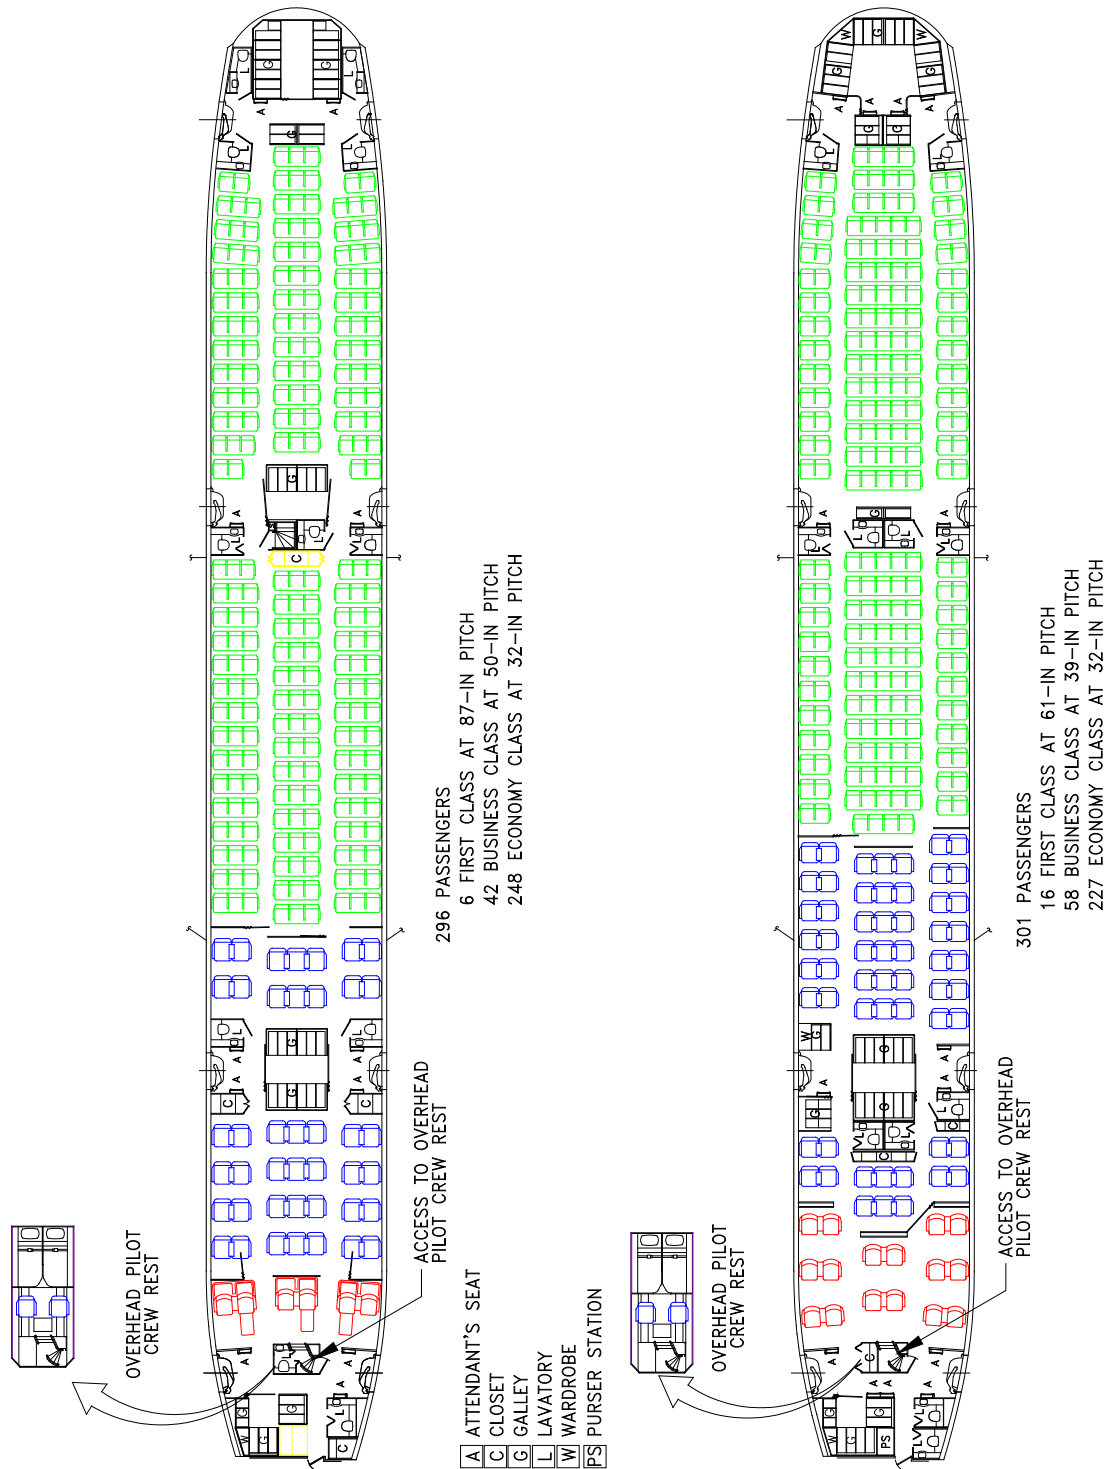 296 PASSENGERS
6 FIRST CLASS AT 87-IN PITCH
42 BUSINESS CLASS AT 50-IN PITCH
248 ECONOMY CLASS AT 32-IN PITCH
OVERHEAD PILOT
CREW REST
ACCESS TO OVERHEAD
PILOT CREW REST
A ATTENDANT'S SEAT
C CLOSET
G GALLEY
L LAVATORY
W WARDROBE
PS PURSER STATION
301 PASSENGERS
16 FIRST CLASS AT 61-IN PITCH
58 BUSINESS CLASS AT 39-IN PITCH
227 ECONOMY CLASS AT 32-IN PITCH
OVERHEAD PILOT
CREW REST
ACCESS TO OVERHEAD
PILOT CREW REST